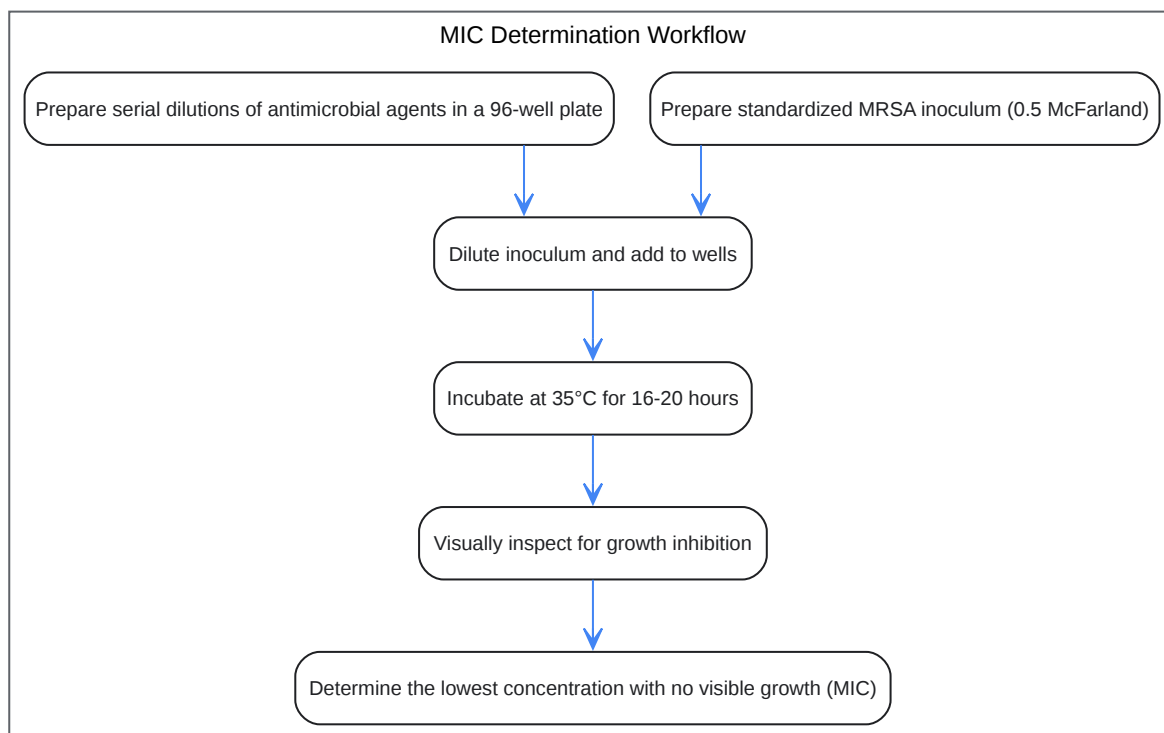 MIC Determination Workflow
Prepare serial dilutions of antimicrobial agents in a 96-well plate
Prepare standardized MRSA inoculum (0.5 McFarland)
Dilute inoculum and add to wells
Incubate at 35°C for 16-20 hours
Visually inspect for growth inhibition
Determine the lowest concentration with no visible growth (MIC)